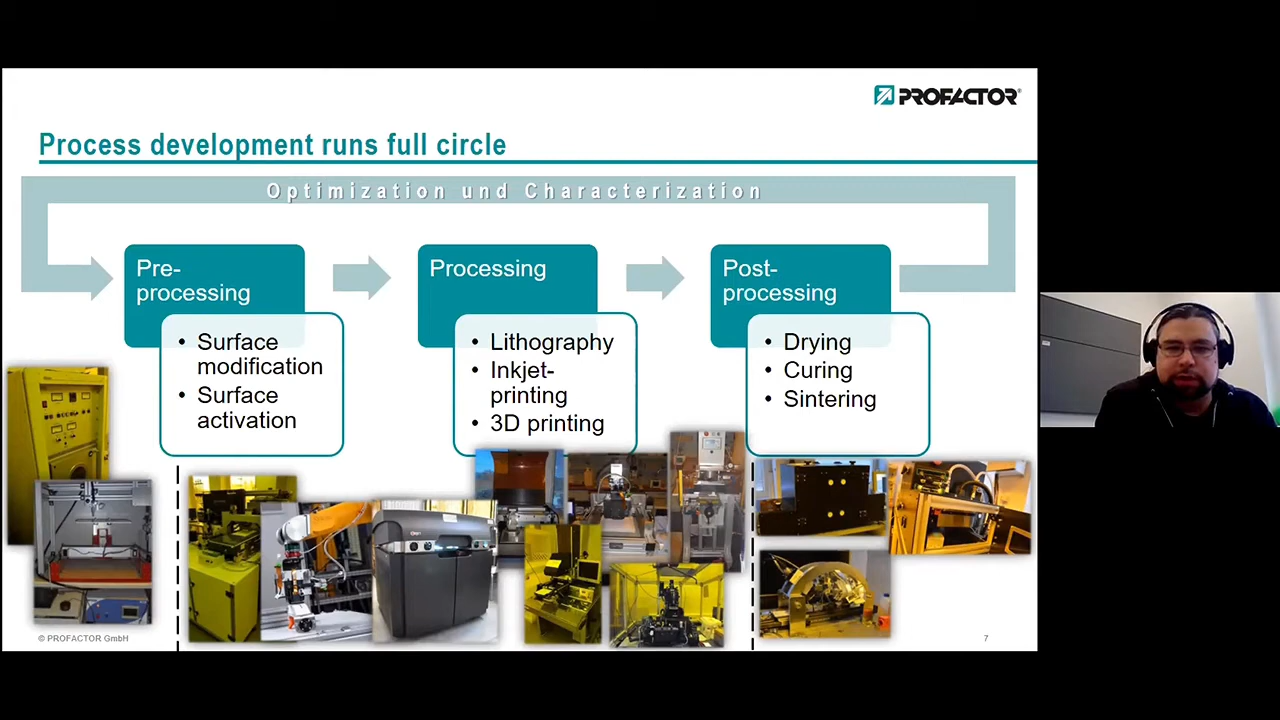 PROFACTOR
Process development runs full circle
Optimization und Characterization
Pre-
processing
• Surface
modification
• Surface
activation
Processing
• Lithography
• Inkjet-
printing
• 3D printing
Post-
processing
• Drying
• Curing
• Sintering
© PROFACTOR GmbH
7